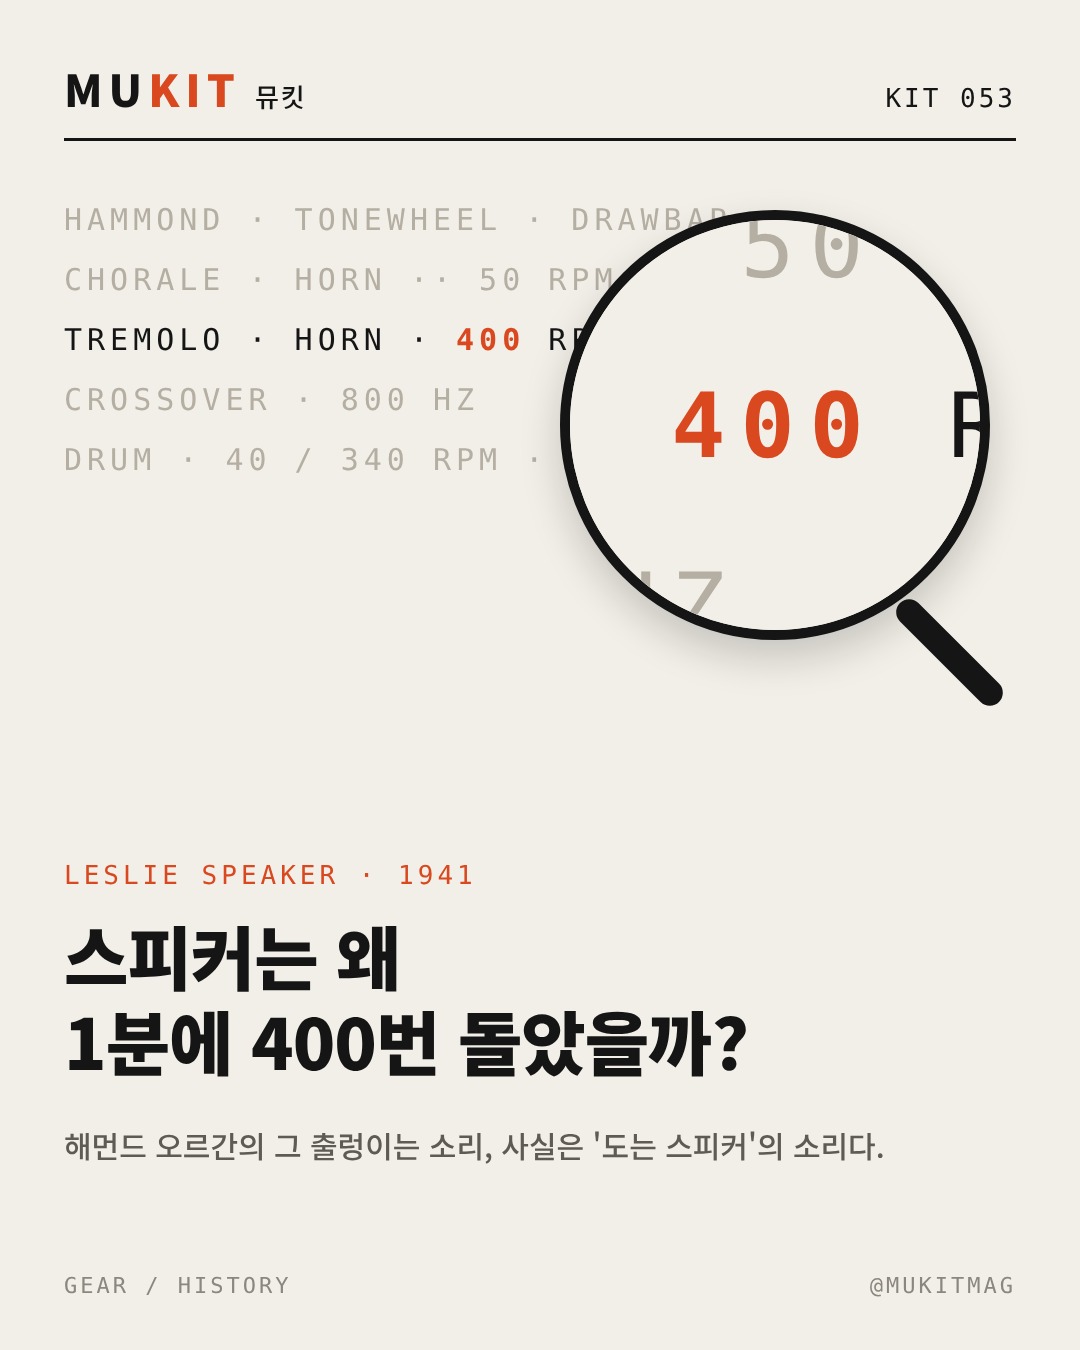 MUKIT 뮤킷
KIT 053
HAMMOND · TONEWHEEL · DRAWBAR
CHORALE · HORN ·· 50 RPM
TREMOLO · HORN · 400
CROSSOVER · 800 HZ
DRUM · 40 / 340 RPM ·
50
400 R
LESLIE SPEAKER · 1941
스피커는 왜
1분에 400번 돌았을까?
해먼드 오르간의 그 출렁이는 소리, 사실은 '도는 스피커'의 소리다.
GEAR / HISTORY
@MUKITMAG